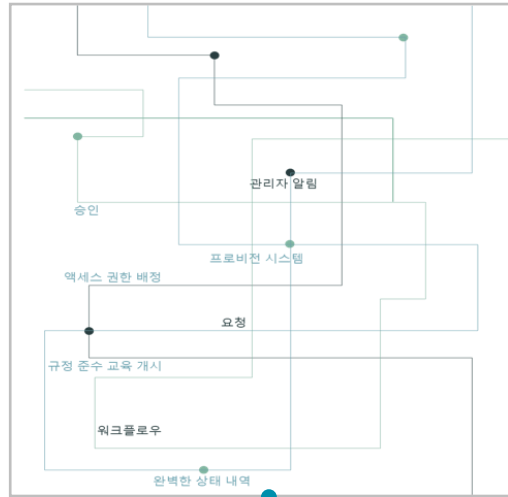 관리자 알림
승인
프로비전 시스템
액세스 권한 배정
요청
규정 준수 교육 개시
워크플로우
완벽한 상태 내역